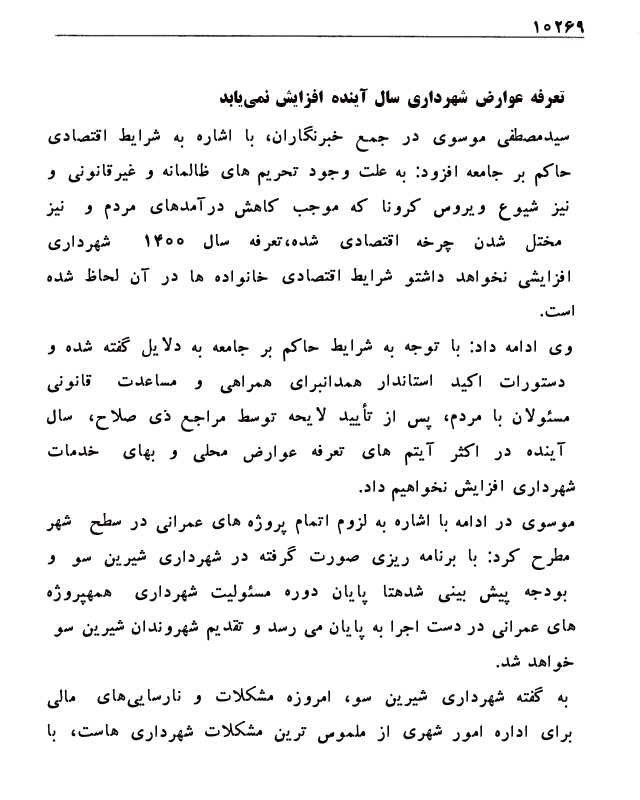 ۱۰۲۶۹
تعرفه عوارض شهرداری سال آینده افزایش نمی‌یابد
سیدمصطفی موسوی در جمع خبرنگاران، با اشاره به شرایط اقتصادی
حاکم بر جامعه افزود: به علت وجود تحریم های ظالمانه و غیرقانونی و
نیز شیوع ویروس کرونا که موجب کاهش درآمدهای مردم و نیز
مختل شدن چرخه اقتصادی شده،تعرفه سال ۱۴۰۰ شهرداری
افزایشی نخواهد داشتو شرایط اقتصادی خانواده ها در آن لحاظ شده
است.
وی ادامه داد: با توجه به شرایط حاکم بر جامعه به دلایل گفته شده و
دستورات اکید استاندار همدانبرای همراهی و مساعدت قانونی
مسئولان با مردم، پس از تأیید لایحه توسط مراجع ذی صلاح، سال
آینده در اکثر آیتم های تعرفه عوارض محلی و بهای خدمات
شهرداری افزایش نخواهیم داد.
موسوی در ادامه با اشاره به لزوم اتمام پروژه های عمرانی در سطح شهر
مطرح کرد: با برنامه ریزی صورت گرفته در شهرداری شیرین سو و
بودجه پیش بینی شدهتا پایان دوره مسئولیت شهرداری همهپروژه
های عمرانی در دست اجرا به پایان می رسد و تقدیم شهروندان شیرین سو
خواهد شد.
به گفته شهرداری شیرین سو، امروزه مشکلات و نارسایی‌های مالی
برای اداره امور شهری از ملموس ترین مشکلات شهرداری هاست، با